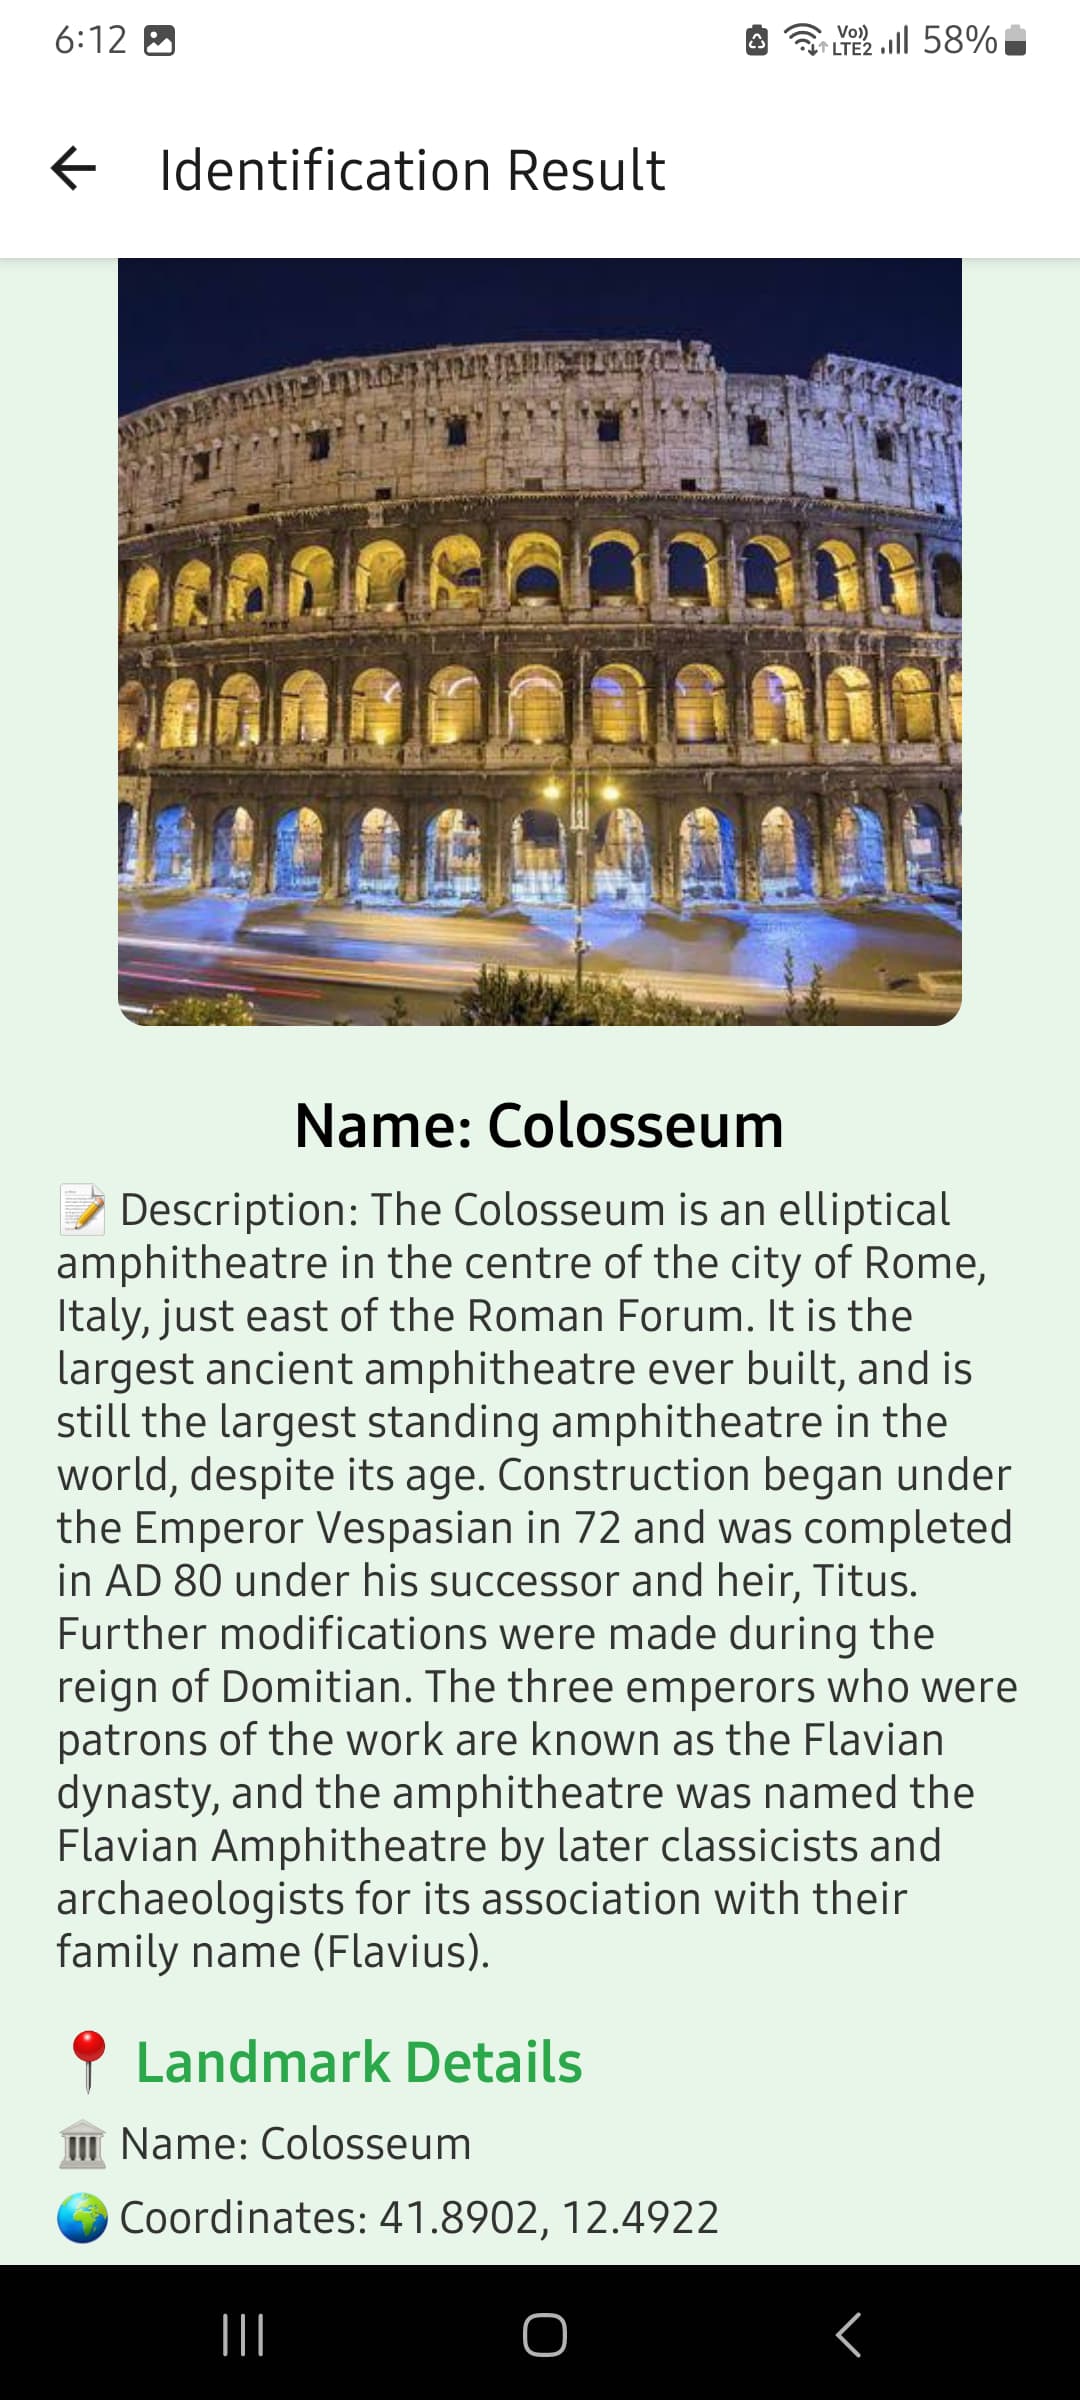 6:12 Vo)) LTE2 58%
Identification Result
Name: Colosseum
📝 Description: The Colosseum is an elliptical
amphitheatre in the centre of the city of Rome,
Italy, just east of the Roman Forum. It is the
largest ancient amphitheatre ever built, and is
still the largest standing amphitheatre in the
world, despite its age. Construction began under
the Emperor Vespasian in 72 and was completed
in AD 80 under his successor and heir, Titus.
Further modifications were made during the
reign of Domitian. The three emperors who were
patrons of the work are known as the Flavian
dynasty, and the amphitheatre was named the
Flavian Amphitheatre by later classicists and
archaeologists for its association with their
family name (Flavius).
📍 Landmark Details
🏛 Name: Colosseum
🌍 Coordinates: 41.8902, 12.4922